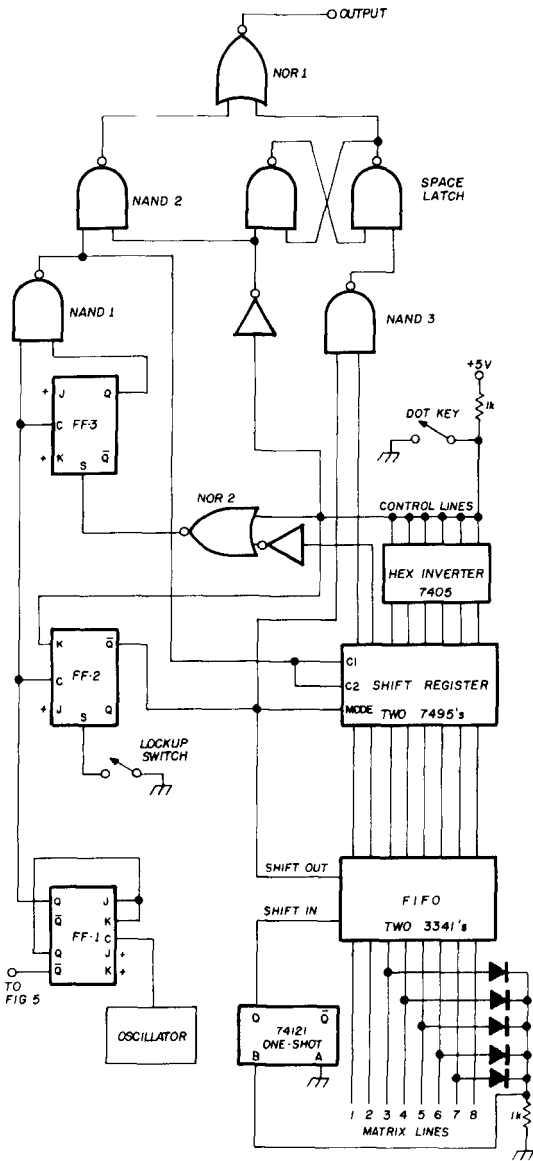 OUTPUT
NOR 1
NAND 2
SPACE
LATCH
NAND 1
NAND 3
+5V
1k
DOT KEY
+ J Q
FF-3
C
+ K Q̅
S
NOR 2
CONTROL LINES
HEX INVERTER
7405
K Q̅
FF-2
C
+ J Q
S
C1
C2 SHIFT REGISTER
MODE TWO 7495's
LOCKUP
SWITCH
SHIFT OUT
FIFO
SHIFT IN
TWO 3341's
Q J
Q̅ K
FF-1 C
Q J +
Q̅ K +
TO
FIG 5
OSCILLATOR
Q Q̅
74121
ONE-SHOT
B A
1 2 3 4 5 6 7 8
MATRIX LINES
1k